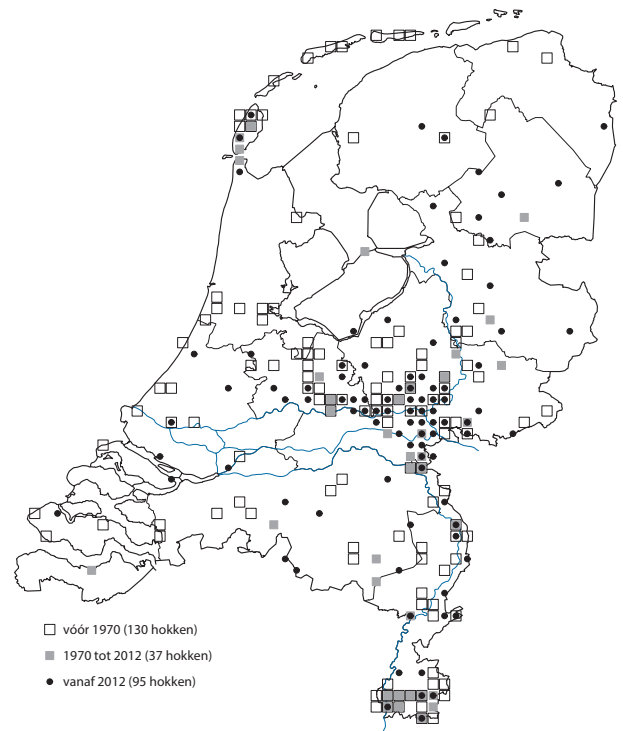 vóór 1970 (130 hokken)
1970 tot 2012 (37 hokken)
vanaf 2012 (95 hokken)